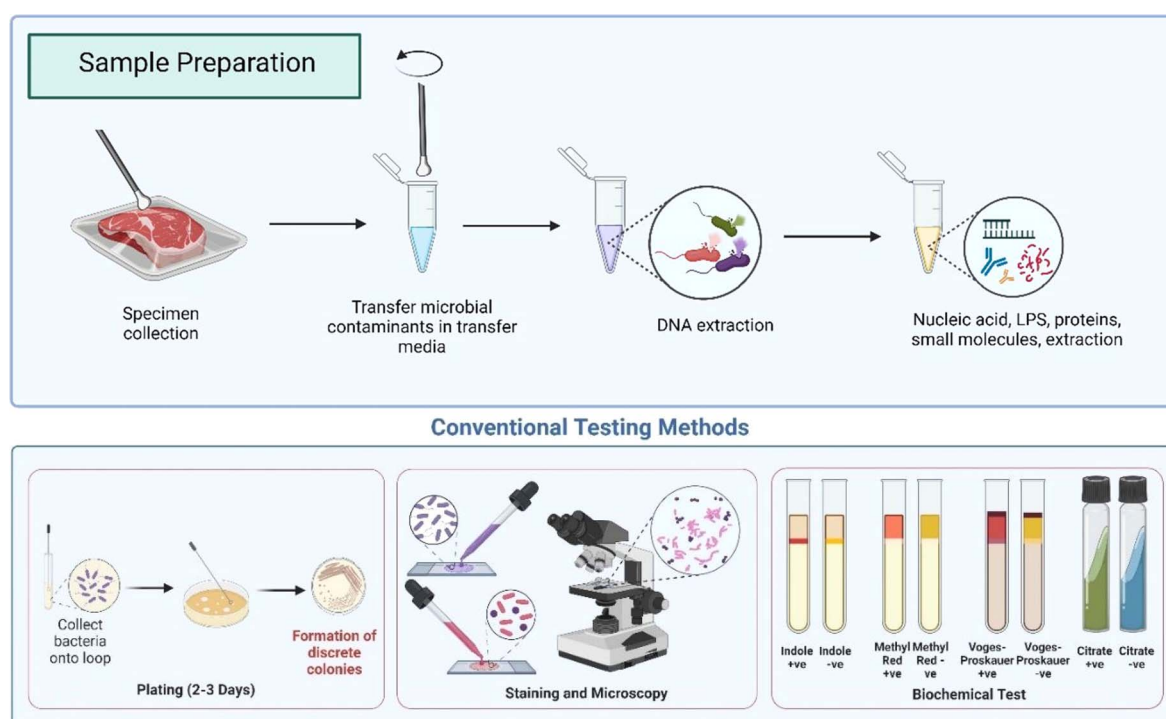 Sample Preparation
Specimen
collection
Transfer microbial
contaminants in transfer
media
DNA extraction
Nucleic acid, LPS, proteins,
small molecules, extraction
Conventional Testing Methods
Collect
bacteria
onto loop
Formation of
discrete
colonies
Plating (2-3 Days)
Staining and Microscopy
Indole
+ve
Indole
-ve
Methyl
Red
+ve
Methyl
Red -
ve
Voges-
Proskauer
+ve
Voges-
Proskauer
-ve
Citrate
+ve
Citrate
-ve
Biochemical Test